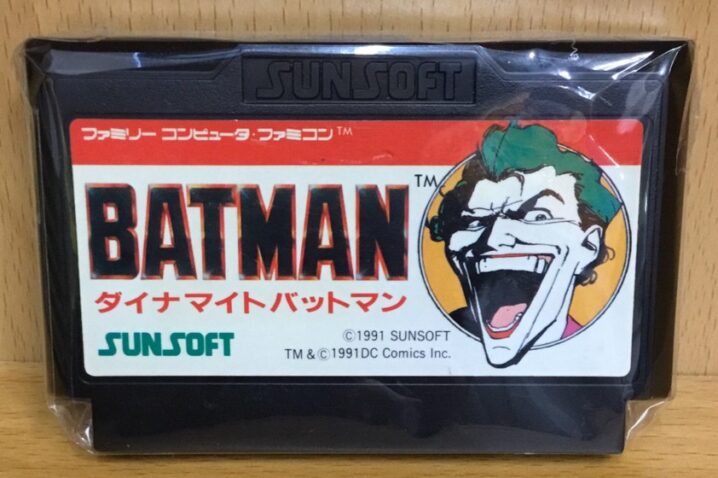 SUNSOFT
ファミリー コンピュータ・ファミコン™
BATMAN™
ダイナマイトバットマン
SUNSOFT
©1991 SUNSOFT
TM & ©1991DC Comics Inc.